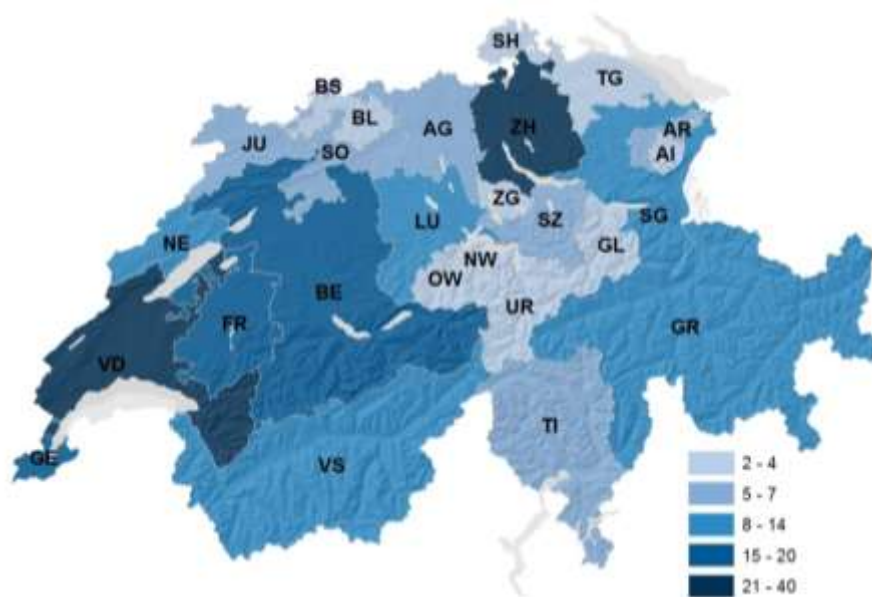 SH
TG
BS
BL
AG
ZH
AR
AI
JU
SO
ZG
SZ
LU
SG
NE
NW
GL
OW
BE
UR
FR
GR
VD
TI
GE
VS
2 - 4
5 - 7
8 - 14
15 - 20
21 - 40